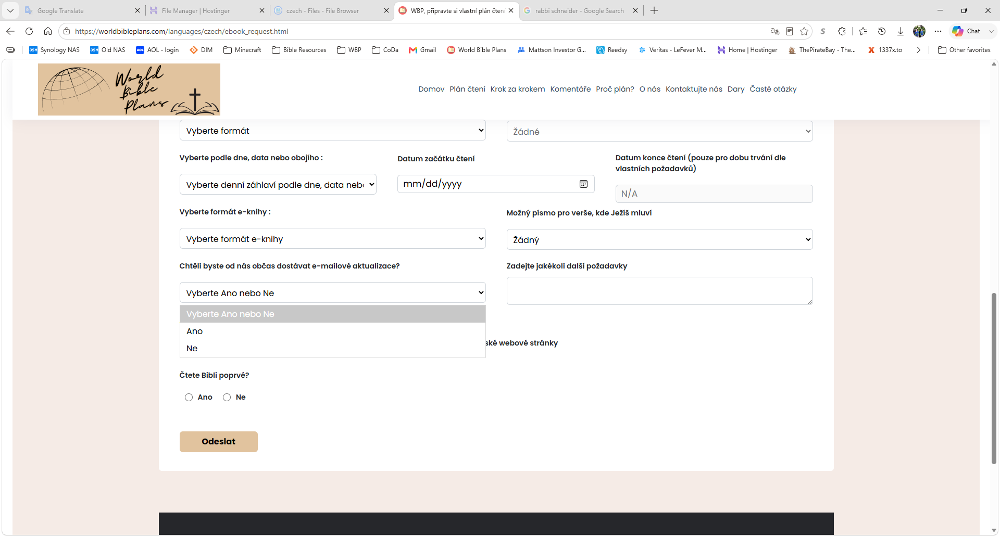 Google Translate
File Manager | Hostinger
czech - Files - File Browser
WBP, připravte si vlastní plán čtení
rabbi schneider - Google Search
https://worldbibleplans.com/languages/czech/ebook_request.html
Chat
Synology NAS
Old NAS
AOL - login
DIM
Minecraft
Bible Resources
WBP
CoDa
Gmail
World Bible Plans
Mattson Investor G...
Reedsy
Veritas - LeFever M...
Home | Hostinger
ThePirateBay - The...
1337x.to
Other favorites
World
Bible
Plans
Domov Plán čtení Krok za krokem Komentáře Proč plán? O nás Kontaktujte nás Dary Časté otázky
Vyberte formát
Žádné
Vyberte podle dne, data nebo obojího :
Datum začátku čtení
Datum konce čtení (pouze pro dobu trvání dle
vlastních požadavků)
Vyberte denní záhlaví podle dne, data neb
mm/dd/yyyy
N/A
Vyberte formát e-knihy :
Možný písmo pro verše, kde Ježíš mluví
Vyberte formát e-knihy
Žádný
Chtěli byste od nás občas dostávat e-mailové aktualizace?
Zadejte jakékoli další požadavky
Vyberte Ano nebo Ne
Vyberte Ano nebo Ne
Ano
Ne
ské webové stránky
Čtete Bibli poprvé?
Ano
Ne
Odeslat